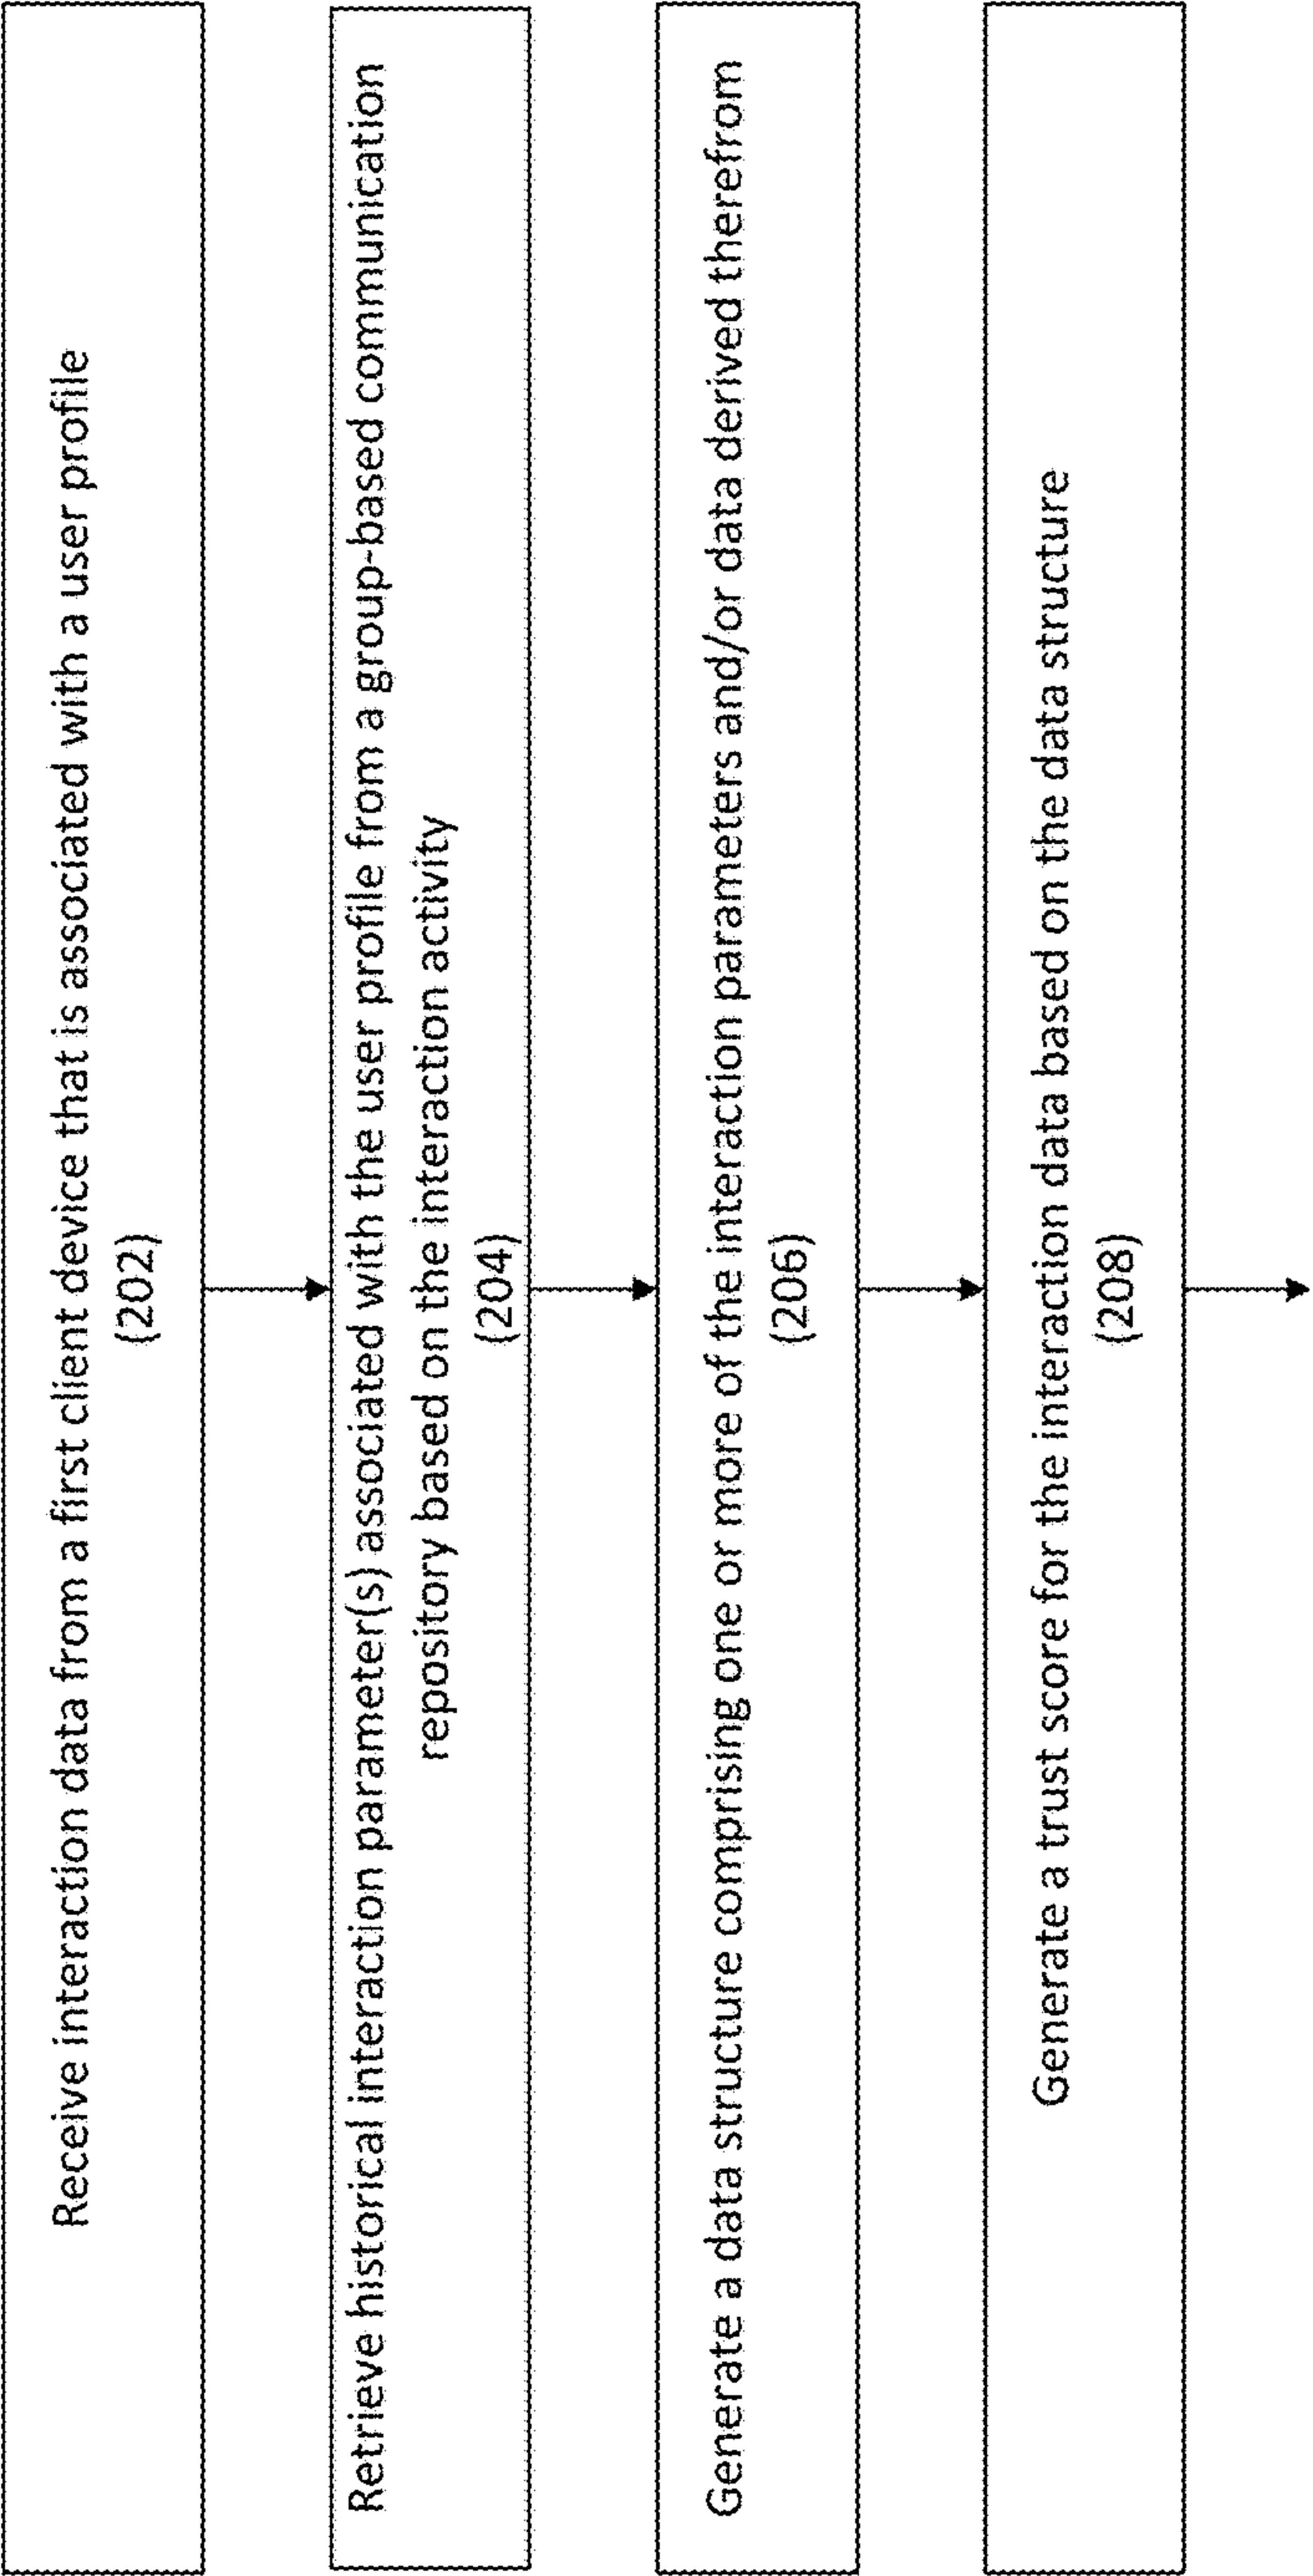 Receive interaction data from a first client device that is associated with a user profile
(202)
Retrieve historical interaction parameter(s) associated with the user profile from a group-based communication
repository based on the interaction activity
(204)
Generate a data structure comprising one or more of the interaction parameters and/or data derived therefrom
(206)
Generate a trust score for the interaction data based on the data structure
(208)